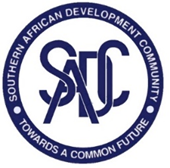 SOUTHERN AFRICAN DEVELOPMENT COMMUNITY
SADC
TOWARDS A COMMON FUTURE